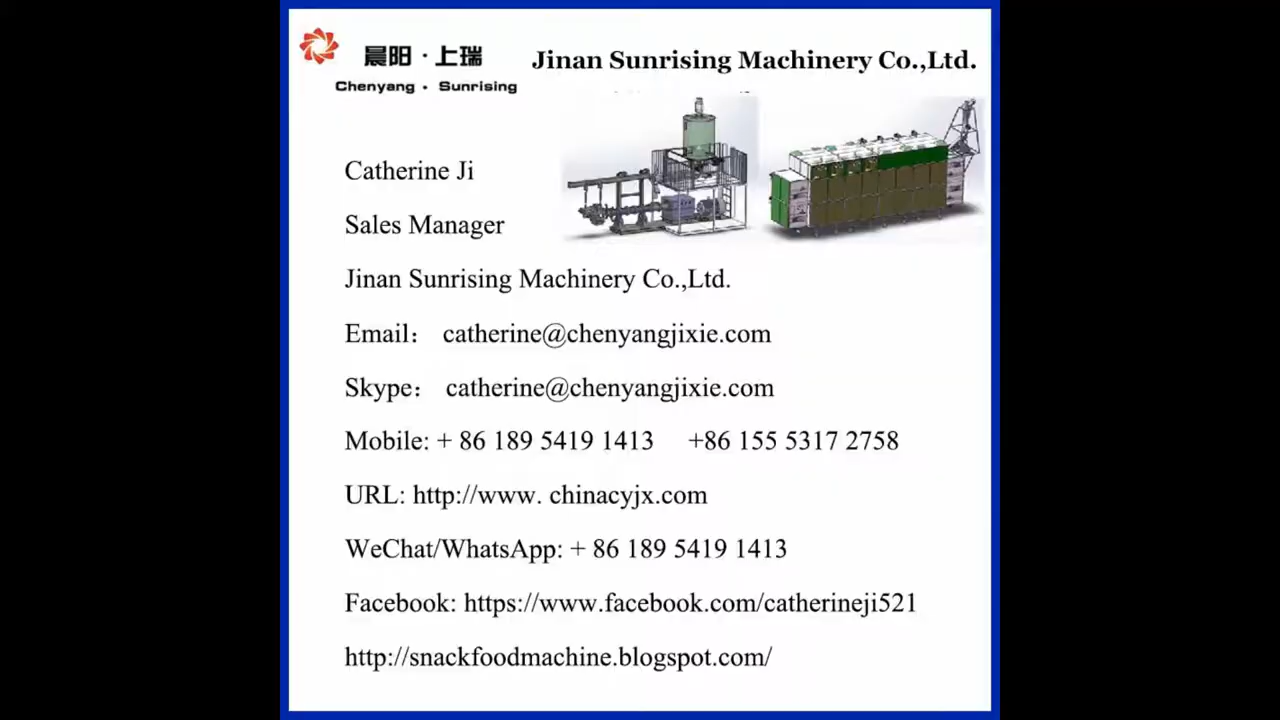 晨阳·上瑞
Chenyang · Sunrising
Jinan Sunrising Machinery Co.,Ltd.
Catherine Ji
Sales Manager
Jinan Sunrising Machinery Co.,Ltd.
Email： catherine@chenyangjixie.com
Skype： catherine@chenyangjixie.com
Mobile: + 86 189 5419 1413 +86 155 5317 2758
URL: http://www. chinacyjx.com
WeChat/WhatsApp: + 86 189 5419 1413
Facebook: https://www.facebook.com/catherineji521
http://snackfoodmachine.blogspot.com/